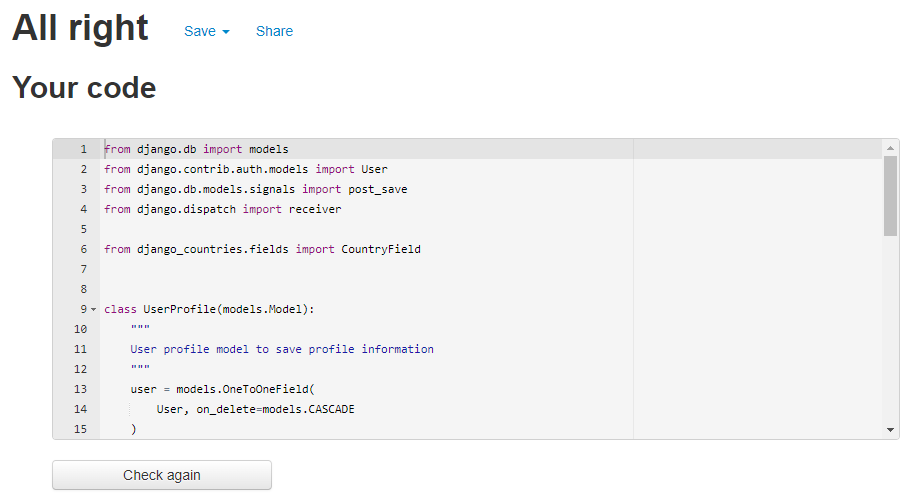 All right Save Share
Your code
1 from django.db import models
2 from django.contrib.auth.models import User
3 from django.db.models.signals import post_save
4 from django.dispatch import receiver
5
6 from django_countries.fields import CountryField
7
8
9 class UserProfile(models.Model):
10 """
11 User profile model to save profile information
12 """
13 user = models.OneToOneField(
14 User, on_delete=models.CASCADE
15 )
Check again